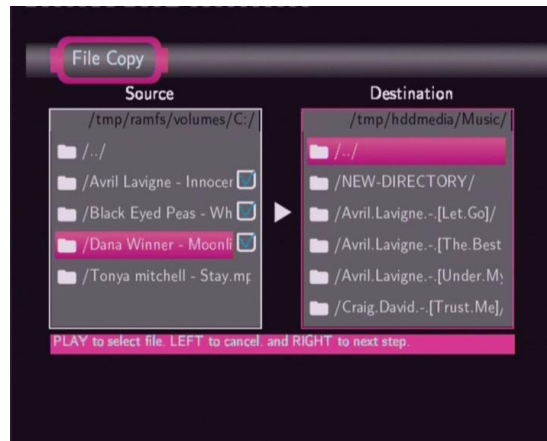 File Copy
Source
Destination
/tmp/ramfs/volumes/C:/
/../
/Avril Lavigne - Innocer
/Black Eyed Peas - Wh
/Dana Winner - Moonli
/Tonya mitchell - Stay.mp
/tmp/hddmedia/Music/
/../
/NEW-DIRECTORY/
/Avril.Lavigne.-.[Let.Go]/
/Avril.Lavigne.-.[The.Best
/Avril.Lavigne.-.[Under.My
/Craig.David.-.[Trust.Me]/
PLAY to select file. LEFT to cancel. and RIGHT to next step.